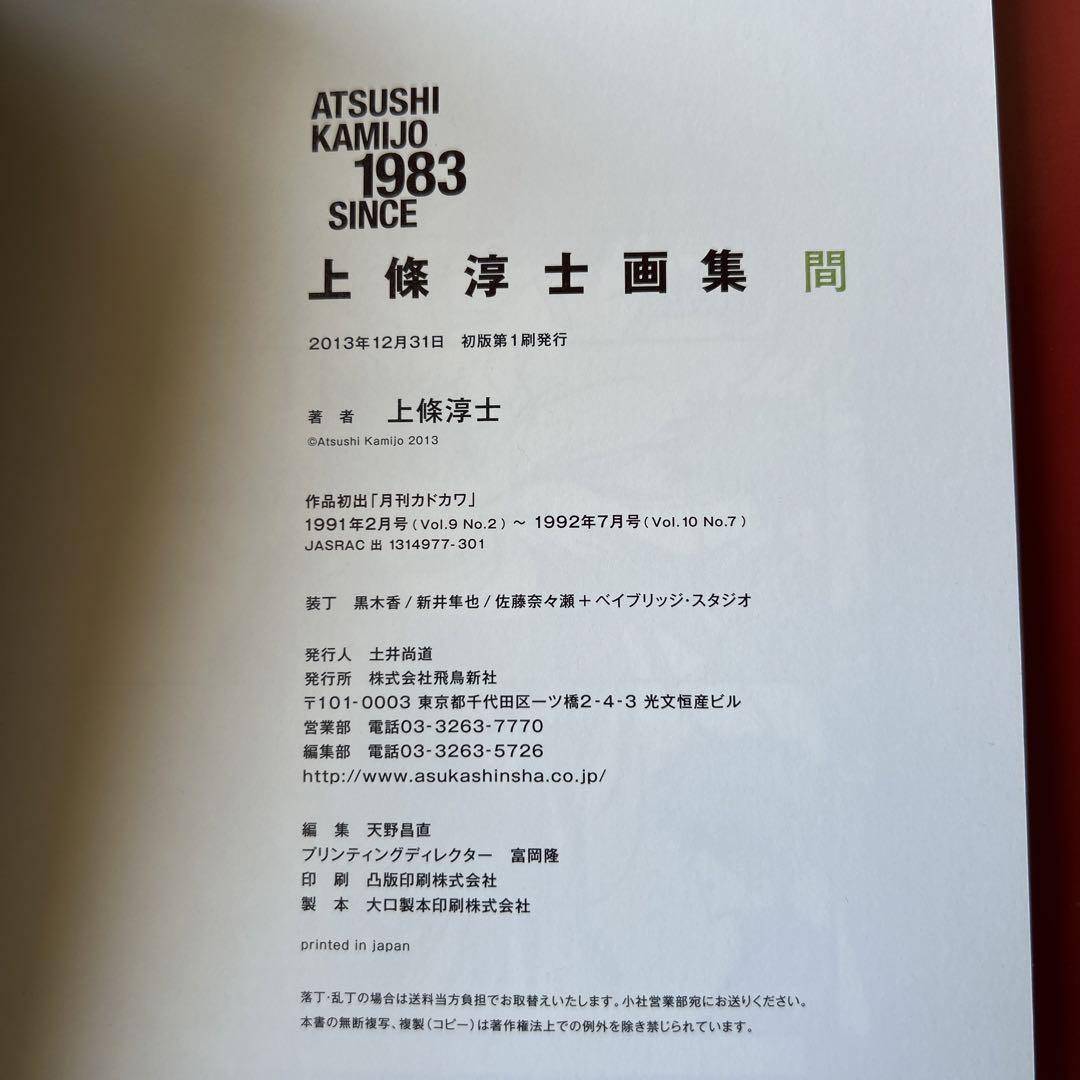 ATSUSHI
KAMIJO
1983
SINCE
上條淳士画集 間
2013年12月31日 初版第1刷発行
著者 上條淳士
©Atsushi Kamijo 2013
作品初出「月刊カドカワ」
1991年2月号(Vol.9 No.2) ～ 1992年7月号(Vol.10 No.7)
JASRAC 出 1314977-301
装丁 黒木香/新井隼也/佐藤奈々瀬＋ベイブリッジ・スタジオ
発行人 土井尚道
発行所 株式会社飛鳥新社
〒101-0003 東京都千代田区一ツ橋2-4-3 光文恒産ビル
営業部 電話03-3263-7770
編集部 電話03-3263-5726
http://www.asukashinsha.co.jp/
編集 天野昌直
プリンティングディレクター 富岡隆
印刷 凸版印刷株式会社
製本 大口製本印刷株式会社
printed in japan
落丁・乱丁の場合は送料当方負担でお取替えいたします。小社営業部宛にお送りください。
本書の無断複写、複製(コピー)は著作権法上での例外を除き禁じられています。